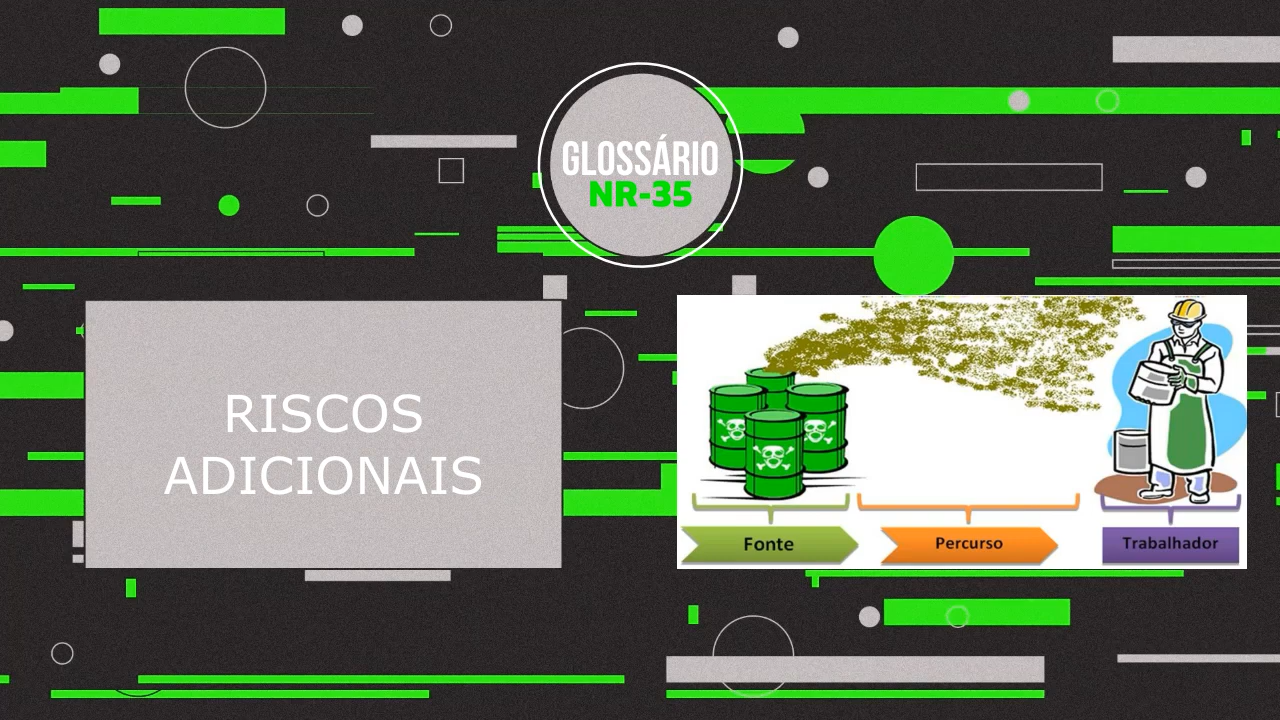 GLOSSÁRIO
NR-35
RISCOS
ADICIONAIS
Fonte
Percurso
Trabalhador